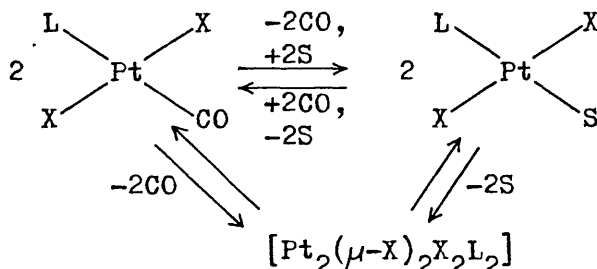 L X -2CO, L X
2 Pt +2S 2 Pt
X CO +2CO, X S
-2S
-2CO -2S
[Pt₂(μ-X)₂X₂L₂]